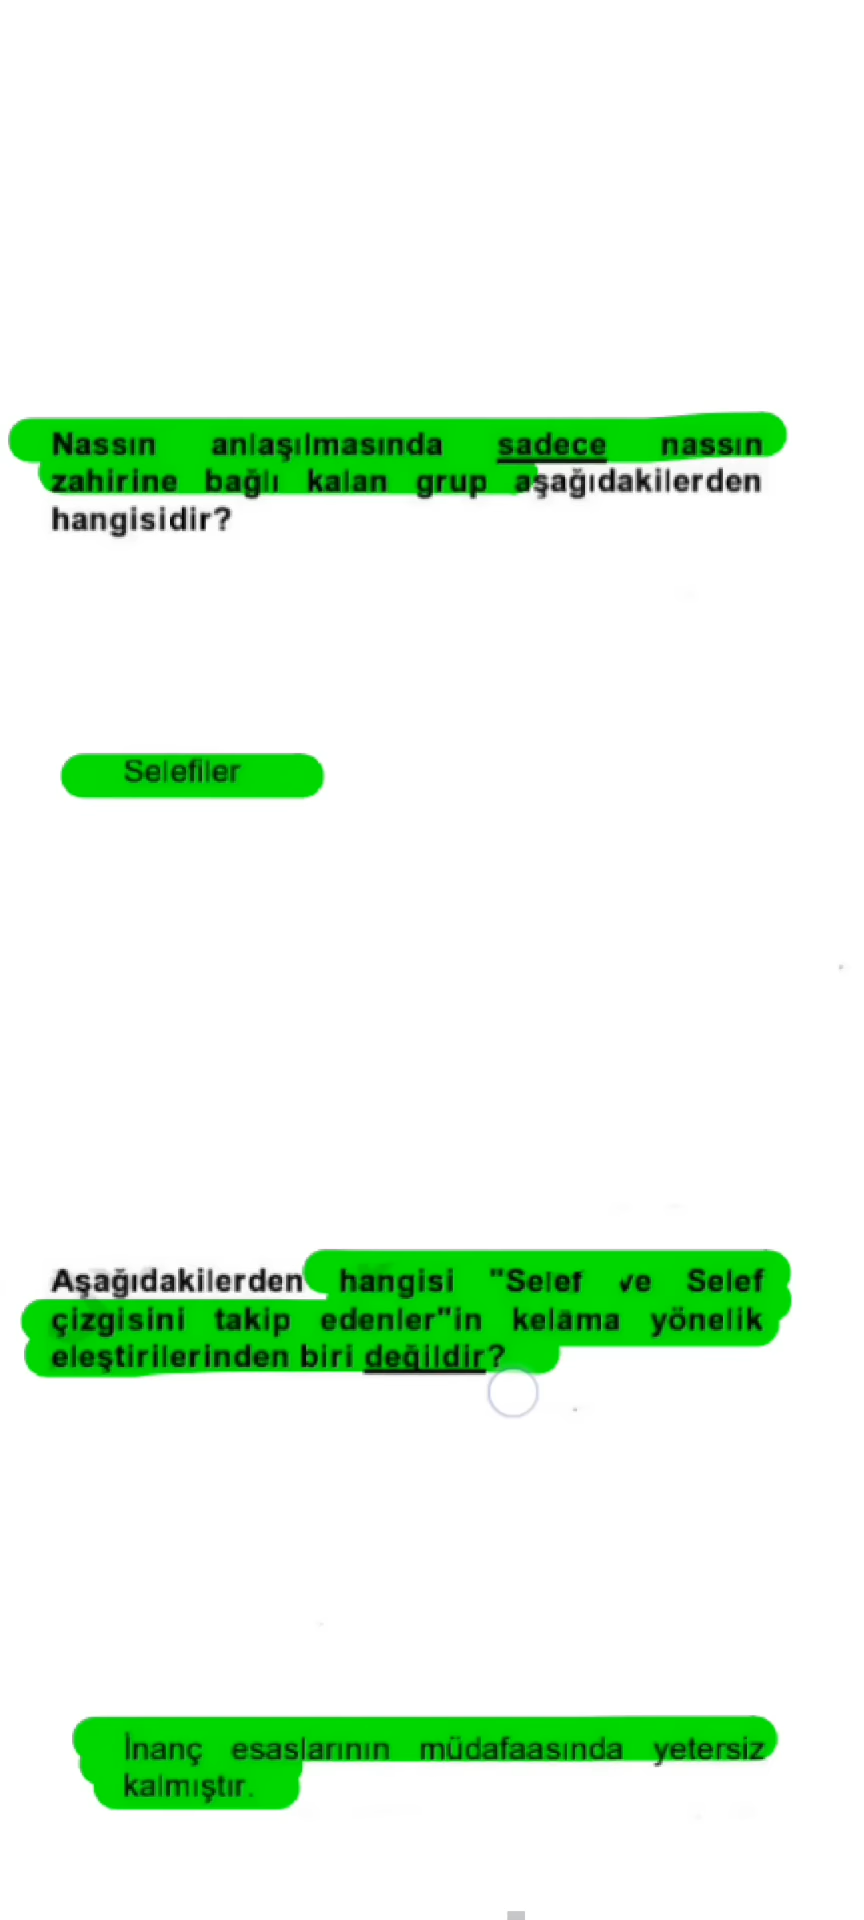 Nassın anlaşılmasında sadece nassın
zahirine bağlı kalan grup aşağıdakilerden
hangisidir?
Selefiler
Aşağıdakilerden hangisi "Selef ve Selef
çizgisini takip edenler"in kelâma yönelik
eleştirilerinden biri değildir?
İnanç esaslarının müdafaasında yetersiz
kalmıştır.